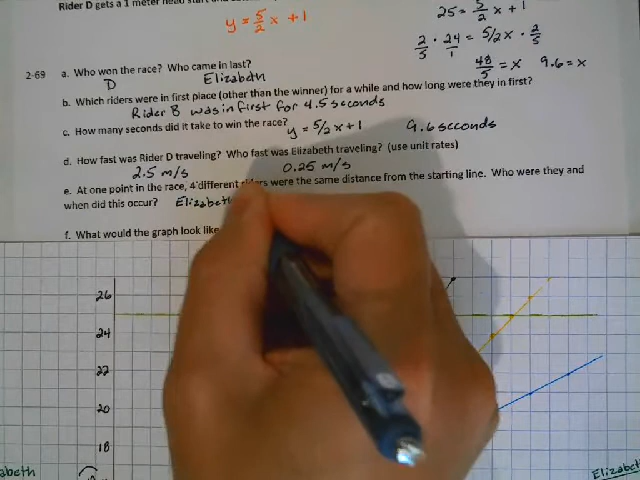 Rider D gets a 1 meter head start and
y = 5/2 x + 1
25 = 5/2 x + 1
2/5 · 24/1 = 5/2 x · 2/5
48/5 = x 9.6 = x
2-69 a. Who won the race? Who came in last?
D Elizabeth
b. Which riders were in first place (other than the winner) for a while and how long were they in first?
Rider B was in first for 4.5 seconds
c. How many seconds did it take to win the race? y = 5/2 x + 1 9.6 seconds
d. How fast was Rider D traveling? Who fast was Elizabeth traveling? (use unit rates)
2.5 m/s 0.25 m/s
e. At one point in the race, 4 different riders were the same distance from the starting line. Who were they and
when did this occur? Elizabeth
f. What would the graph look like
26
24
22
20
18
abeth
Elizabeth